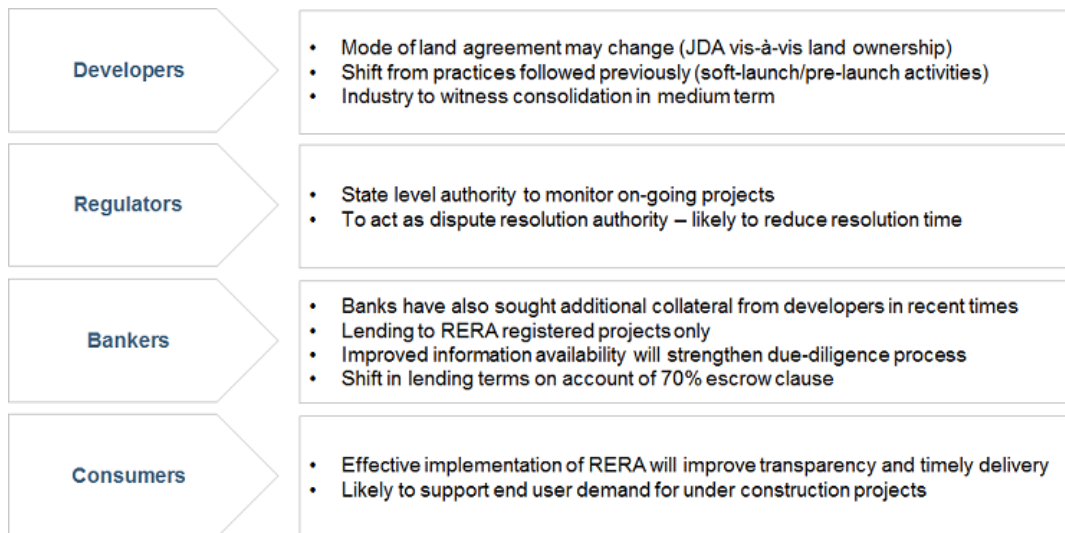 Developers
• Mode of land agreement may change (JDA vis-à-vis land ownership)
• Shift from practices followed previously (soft-launch/pre-launch activities)
• Industry to witness consolidation in medium term
Regulators
• State level authority to monitor on-going projects
• To act as dispute resolution authority – likely to reduce resolution time
Bankers
• Banks have also sought additional collateral from developers in recent times
• Lending to RERA registered projects only
• Improved information availability will strengthen due-diligence process
• Shift in lending terms on account of 70% escrow clause
Consumers
• Effective implementation of RERA will improve transparency and timely delivery
• Likely to support end user demand for under construction projects